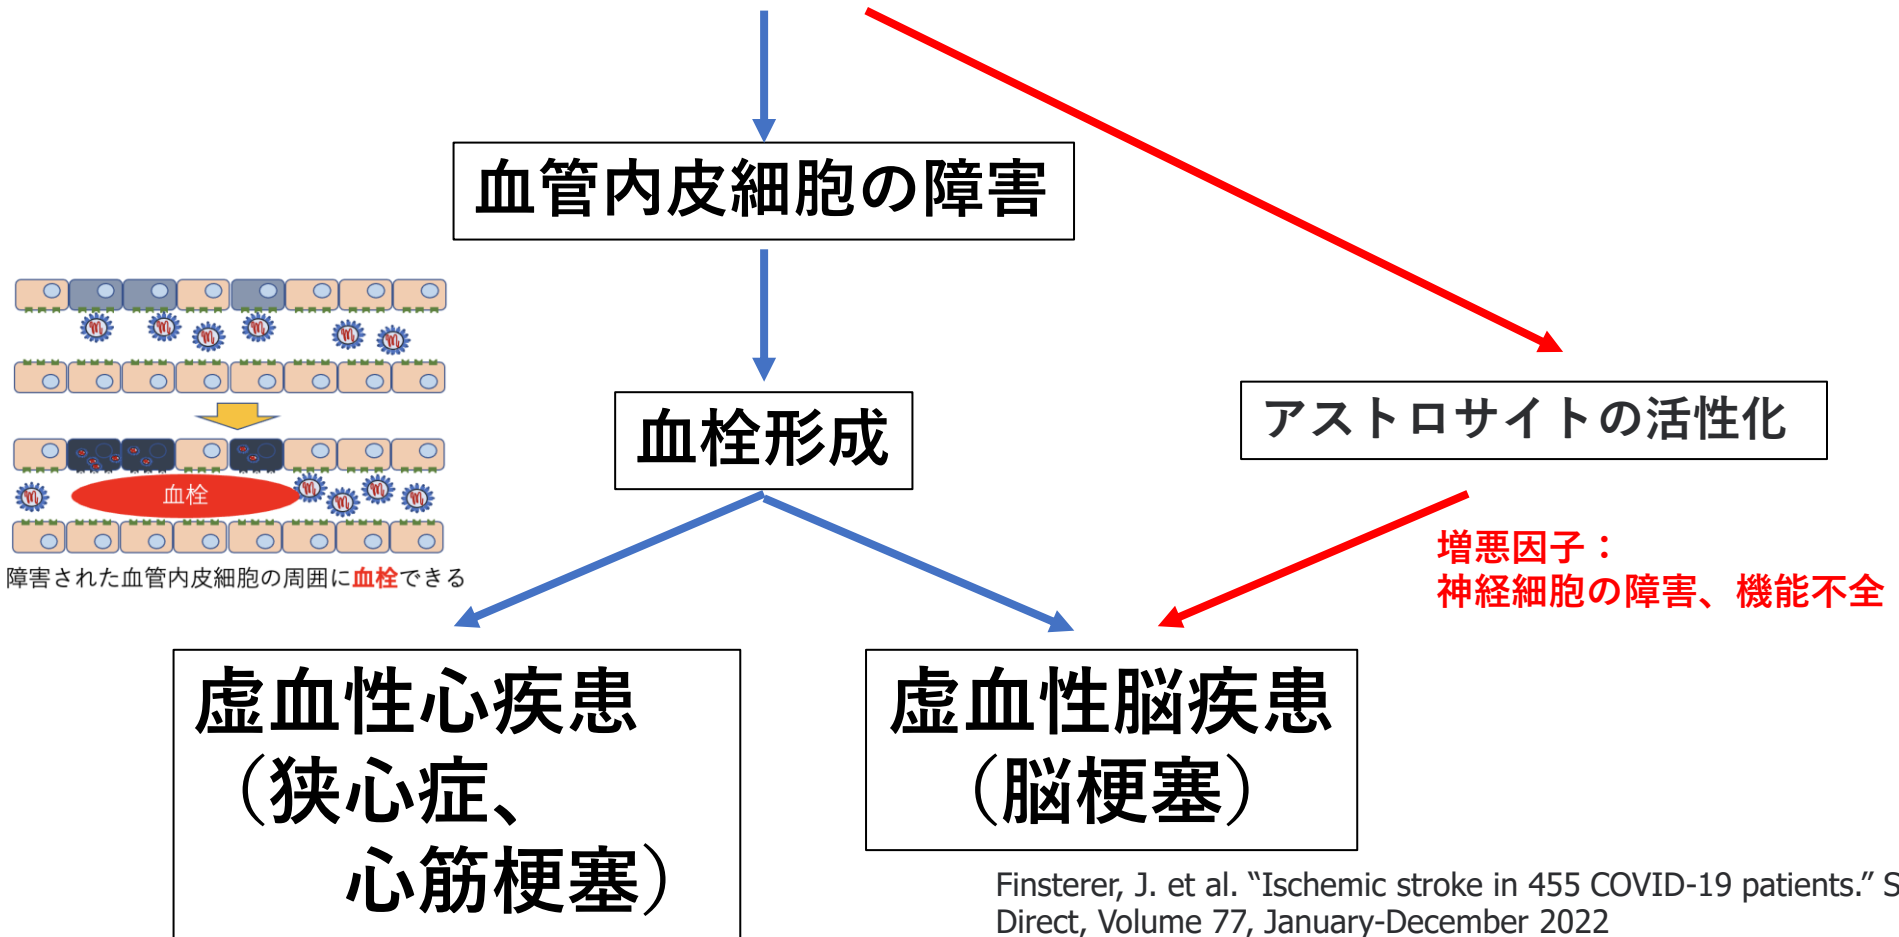 血管内皮細胞の障害
血栓形成
アストロサイトの活性化
血栓
障害された血管内皮細胞の周囲に血栓できる
増悪因子：
神経細胞の障害、機能不全
虚血性心疾患
（狭心症、
心筋梗塞）
虚血性脳疾患
（脳梗塞）
Finsterer, J. et al. “Ischemic stroke in 455 COVID-19 patients.” S
Direct, Volume 77, January-December 2022